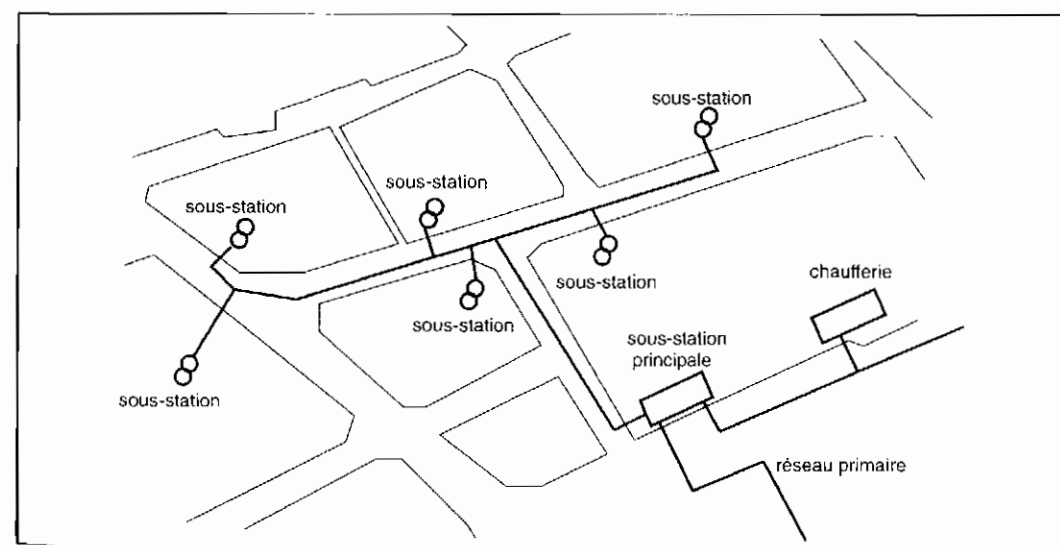 sous-station
sous-station
sous-station
sous-station
chaufferie
sous-station
sous-station
principale
sous-station
réseau primaire